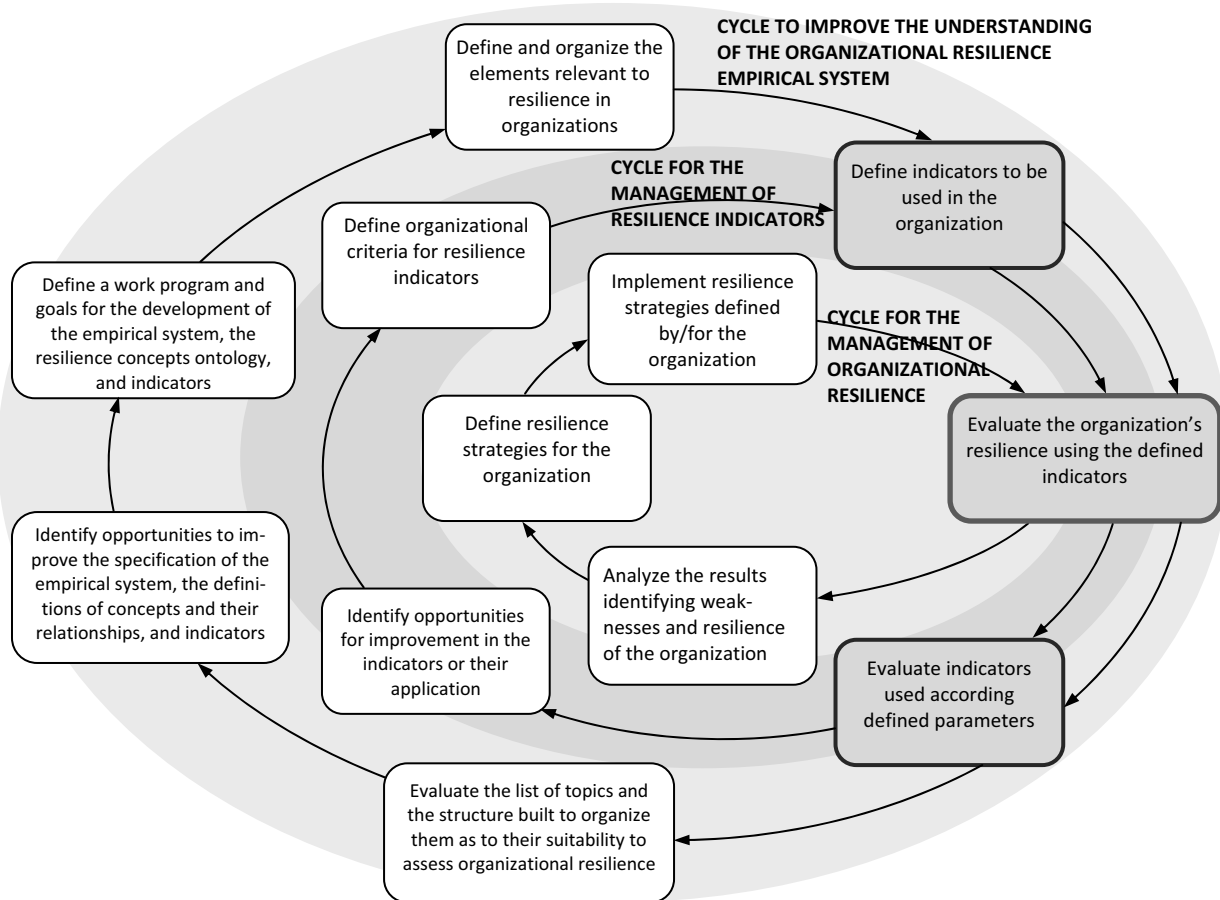 CYCLE TO IMPROVE THE UNDERSTANDING
OF THE ORGANIZATIONAL RESILIENCE
EMPIRICAL SYSTEM
Define and organize the
elements relevant to
resilience in
organizations
CYCLE FOR THE
MANAGEMENT OF
RESILIENCE INDICATORS
Define indicators to be
used in the
organization
Define organizational
criteria for resilience
indicators
Define a work program and
goals for the development of
the empirical system, the
resilience concepts ontology,
and indicators
Implement resilience
strategies defined
by/for the
organization
CYCLE FOR THE
MANAGEMENT OF
ORGANIZATIONAL
RESILIENCE
Define resilience
strategies for the
organization
Evaluate the organization’s
resilience using the defined
indicators
Identify opportunities to im-
prove the specification of the
empirical system, the defini-
tions of concepts and their
relationships, and indicators
Analyze the results
identifying weak-
nesses and resilience
of the organization
Identify opportunities
for improvement in the
indicators or their
application
Evaluate indicators
used according
defined parameters
Evaluate the list of topics and
the structure built to organize
them as to their suitability to
assess organizational resilience